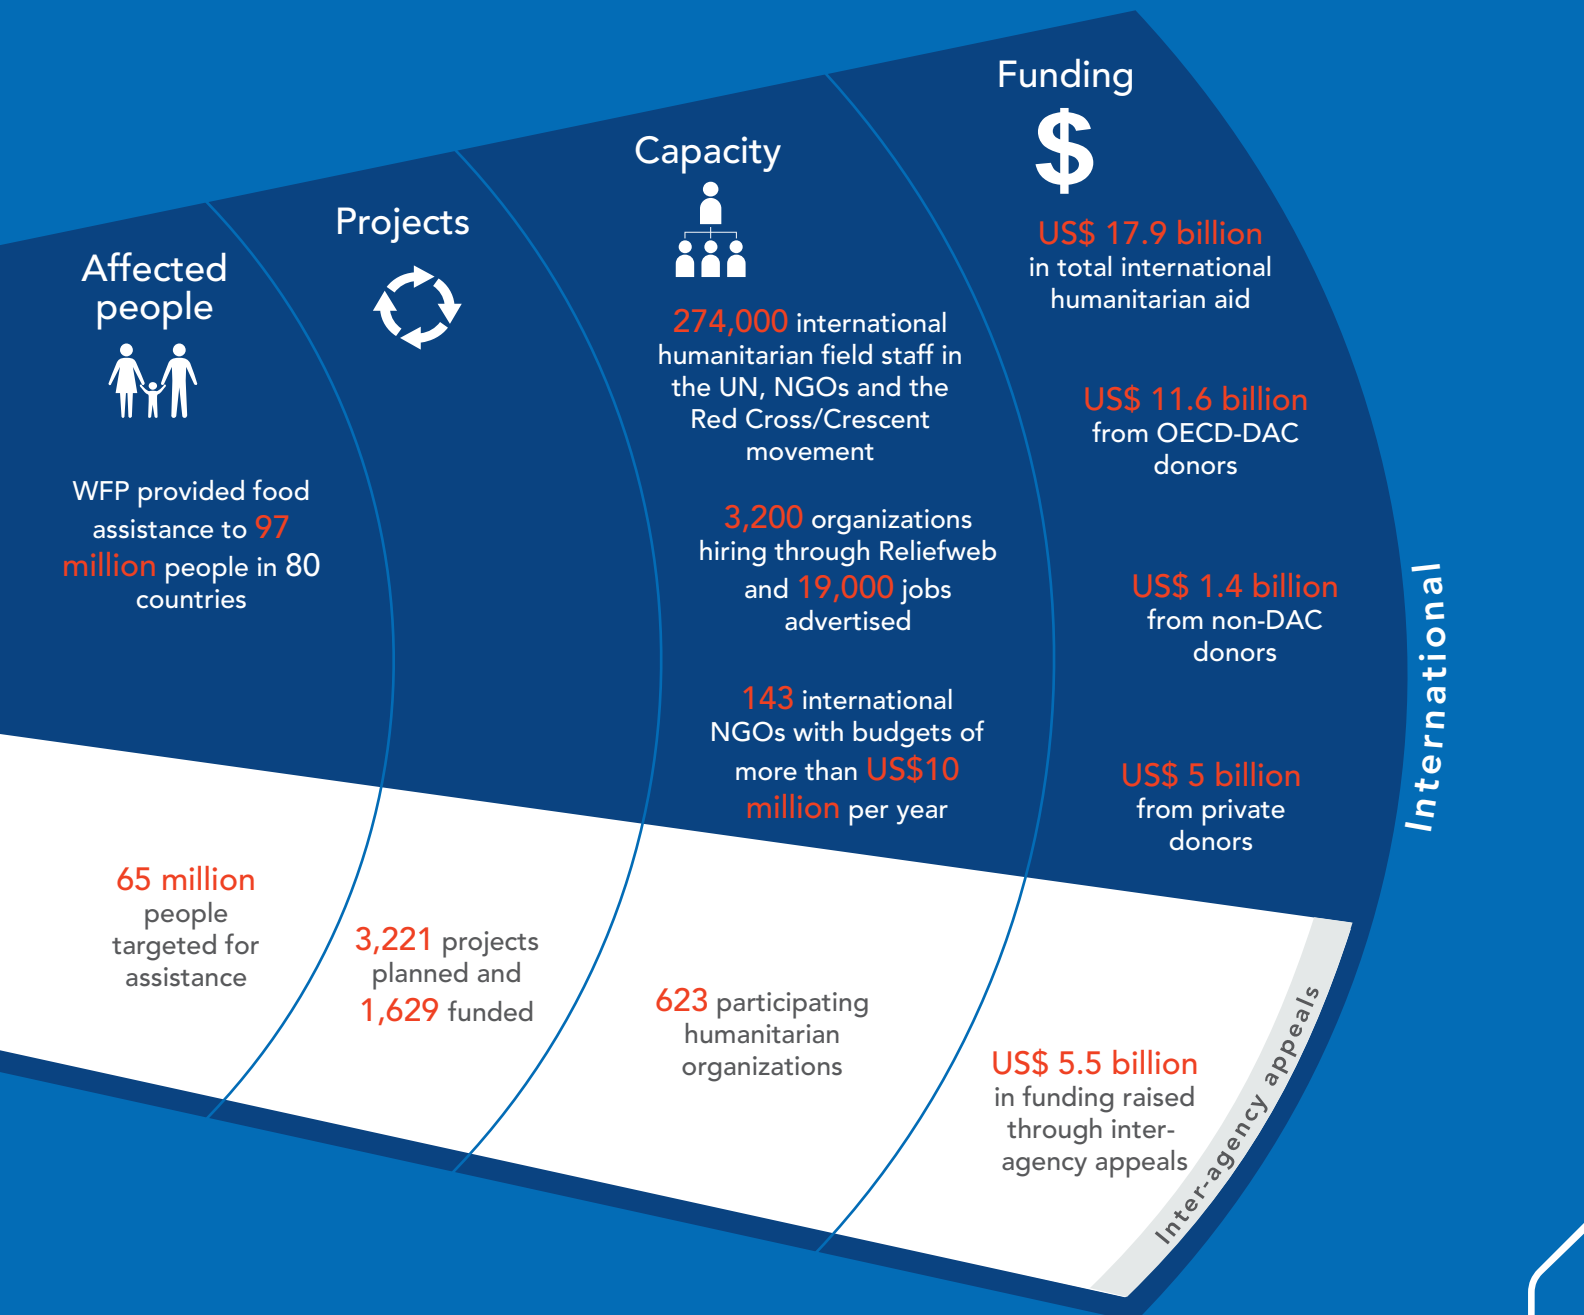 Affected
people
WFP provided food
assistance to 97
million people in 80
countries
Projects
Capacity
274,000 international
humanitarian field staff in
the UN, NGOs and the
Red Cross/Crescent
movement
3,200 organizations
hiring through Reliefweb
and 19,000 jobs
advertised
143 international
NGOs with budgets of
more than US$10
million per year
Funding
$
US$ 17.9 billion
in total international
humanitarian aid
US$ 11.6 billion
from OECD-DAC
donors
US$ 1.4 billion
from non-DAC
donors
US$ 5 billion
from private
donors
International
65 million
people
targeted for
assistance
3,221 projects
planned and
1,629 funded
623 participating
humanitarian
organizations
US$ 5.5 billion
in funding raised
through inter-
agency appeals
Inter-agency appeals